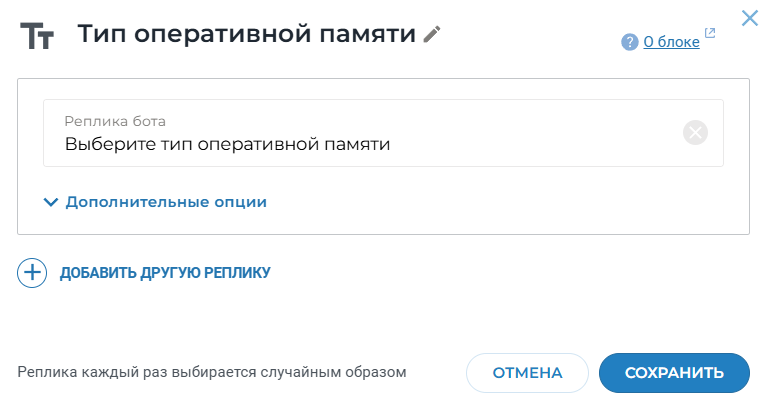 Тт Тип оперативной памяти
? О блоке
Реплика бота
Выберите тип оперативной памяти
Дополнительные опции
ДОБАВИТЬ ДРУГУЮ РЕПЛИКУ
Реплика каждый раз выбирается случайным образом
ОТМЕНА
СОХРАНИТЬ